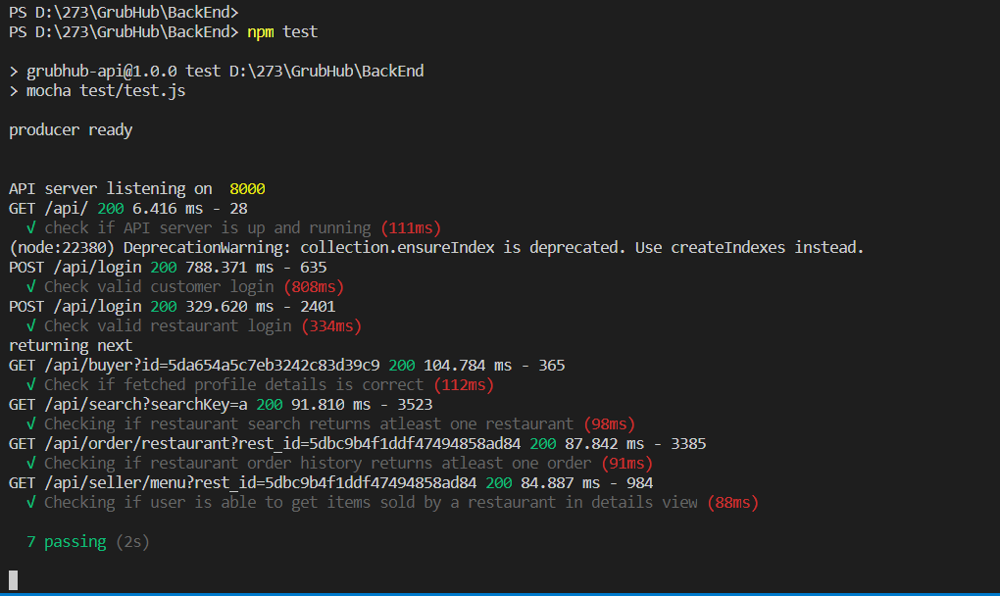 PS D:\273\GrubHub\BackEnd>
PS D:\273\GrubHub\BackEnd> npm test
> grubhub-api@1.0.0 test D:\273\GrubHub\BackEnd
> mocha test/test.js
producer ready
API server listening on  8000
GET /api/ 200 6.416 ms - 28
√ check if API server is up and running (111ms)
(node:22380) DeprecationWarning: collection.ensureIndex is deprecated. Use createIndexes instead.
POST /api/login 200 788.371 ms - 635
√ Check valid customer login (808ms)
POST /api/login 200 329.620 ms - 2401
√ Check valid restaurant login (334ms)
returning next
GET /api/buyer?id=5da654a5c7eb3242c83d39c9 200 104.784 ms - 365
√ Check if fetched profile details is correct (112ms)
GET /api/search?searchKey=a 200 91.810 ms - 3523
√ Checking if restaurant search returns atleast one restaurant (98ms)
GET /api/order/restaurant?rest_id=5dbc9b4f1ddf47494858ad84 200 87.842 ms - 3385
√ Checking if restaurant order history returns atleast one order (91ms)
GET /api/seller/menu?rest_id=5dbc9b4f1ddf47494858ad84 200 84.887 ms - 984
√ Checking if user is able to get items sold by a restaurant in details view (88ms)
7 passing (2s)